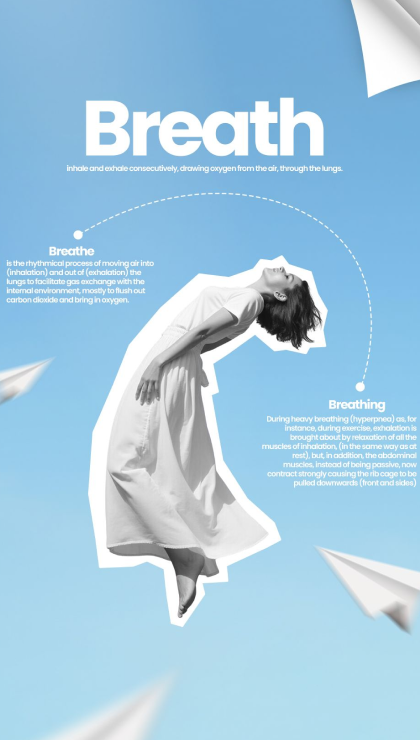 Breath
inhale and exhale consecutively, drawing oxygen from the air, through the lungs.
Breathe
is the rhythmical process of moving air into
(inhalation) and out of (exhalation) the
lungs to facilitate gas exchange with the
internal environment, mostly to flush out
carbon dioxide and bring in oxygen.
Breathing
During heavy breathing (hyperpnea) as, for
instance, during exercise, exhalation is
brought about by relaxation of all the
muscles of inhalation, (in the same way as at
rest), but, in addition, the abdominal
muscles, instead of being passive, now
contract strongly causing the rib cage to be
pulled downwards (front and sides)